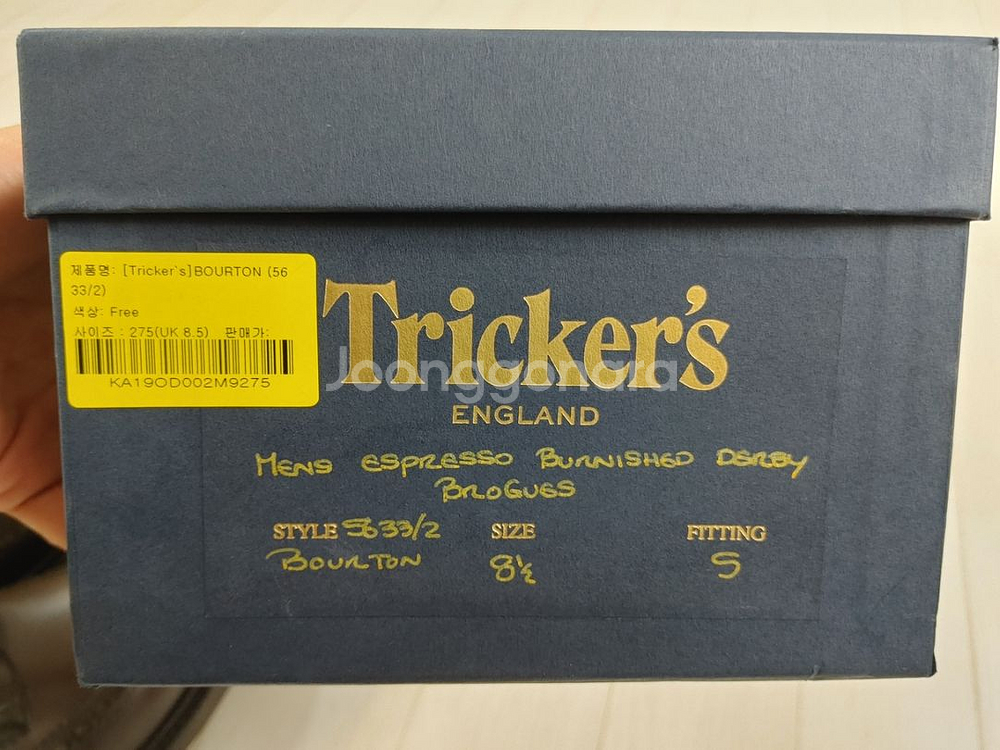 제품명: [Tricker`s]BOURTON (56
33/2)
색상: Free
사이즈 : 275(UK 8.5) 판매가:
KA19OD002M9275
Tricker's
Joonggonara
ENGLAND
MENS ESPRESSO BURNISHED DERBY
BROGUES
STYLE 5633/2 SIZE FITTING
BOURTON 8½ 5